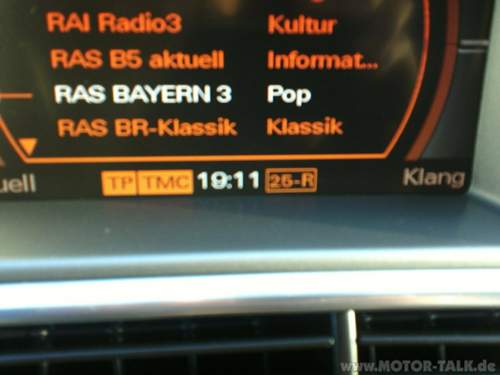 RAI Radio3 Kultur
RAS B5 aktuell Informat...
RAS BAYERN 3 Pop
RAS BR-Klassik Klassik
uell TP TMC 19:11 25-R Klang
www.MOTOR-TALK.de